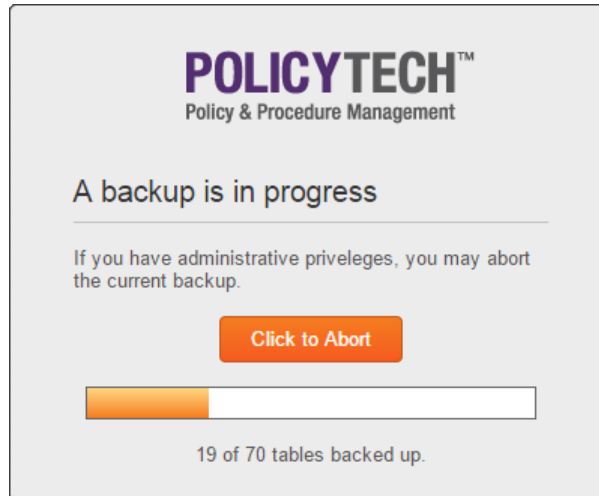 POLICYTECH™
Policy & Procedure Management
A backup is in progress
If you have administrative priveleges, you may abort
the current backup.
Click to Abort
19 of 70 tables backed up.